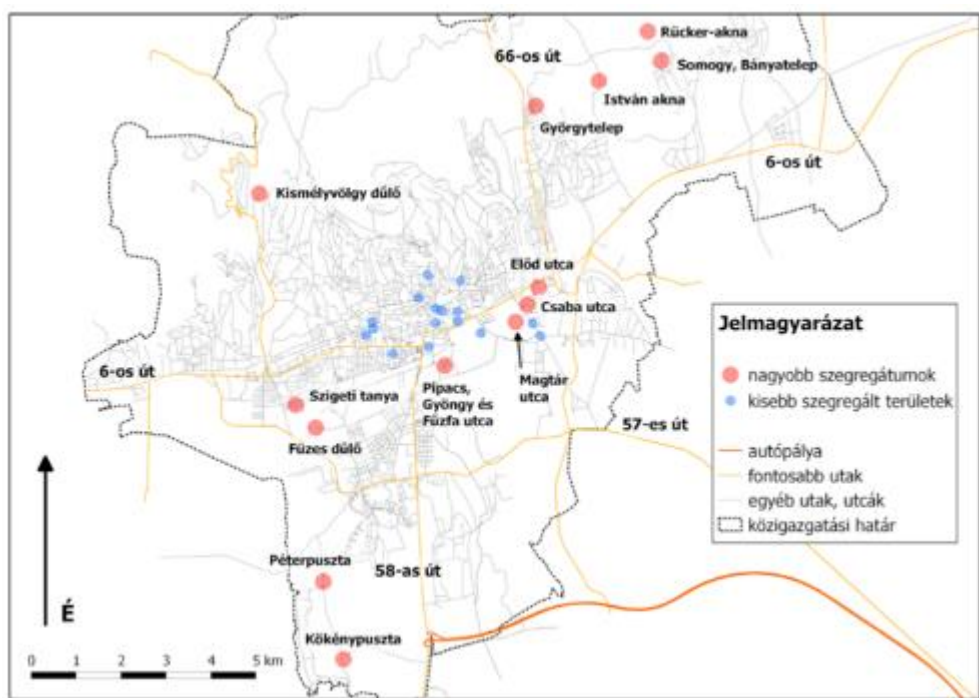 Rücker-akna
66-os út
Somogy, Bányatelep
István akna
Györgytelep
6-os út
Kismélyvölgy dűlő
Előd utca
Csaba utca
6-os út
Szigeti tanya
Pipacs,
Gyöngy és
Fűzfa utca
Magtár
utca
Füzes dűlő
57-es út
Jelmagyarázat
nagyobb szegregátumok
kisebb szegregált területek
autópálya
fontosabb utak
egyéb utak, utcák
közigazgatási határ
Péterpuszta
58-as út
É
Kökénypuszta
0 1 2 3 4 5 km